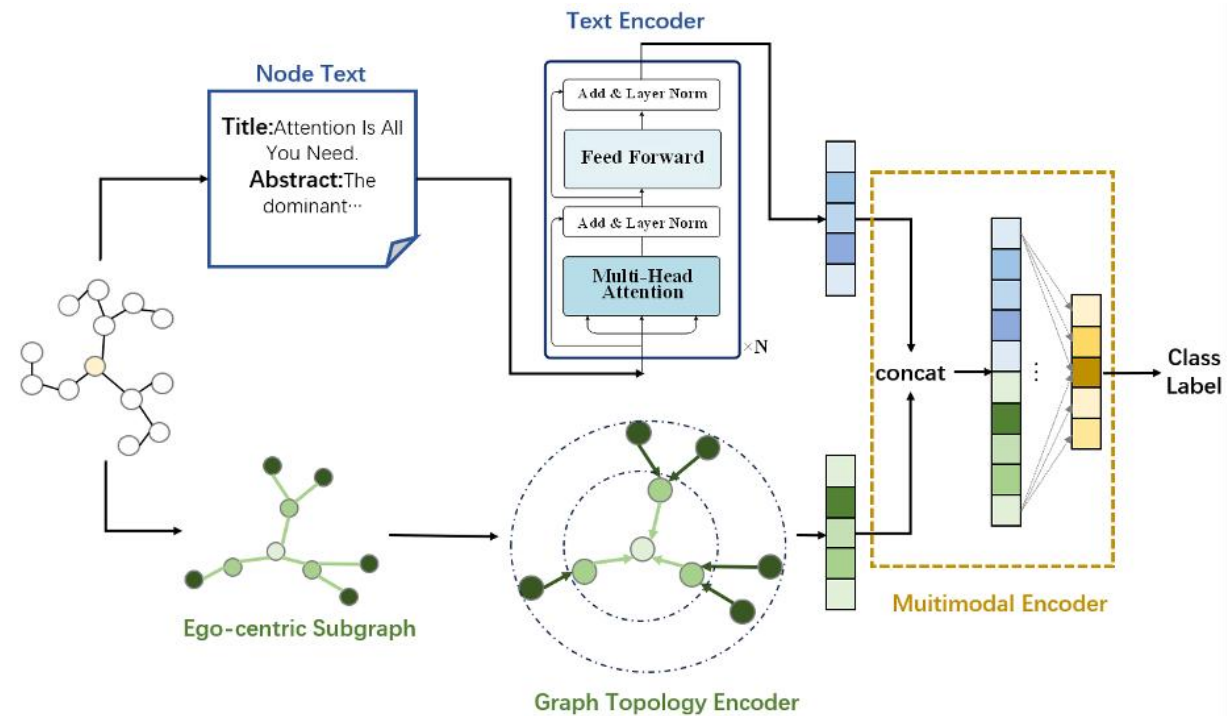 Text Encoder
Node Text
Title:Attention Is All
You Need.
Abstract:The
dominant···
Add & Layer Norm
Feed Forward
Add & Layer Norm
Multi-Head
Attention
×N
concat
⋮
Class
Label
Ego-centric Subgraph
Muitimodal Encoder
Graph Topology Encoder